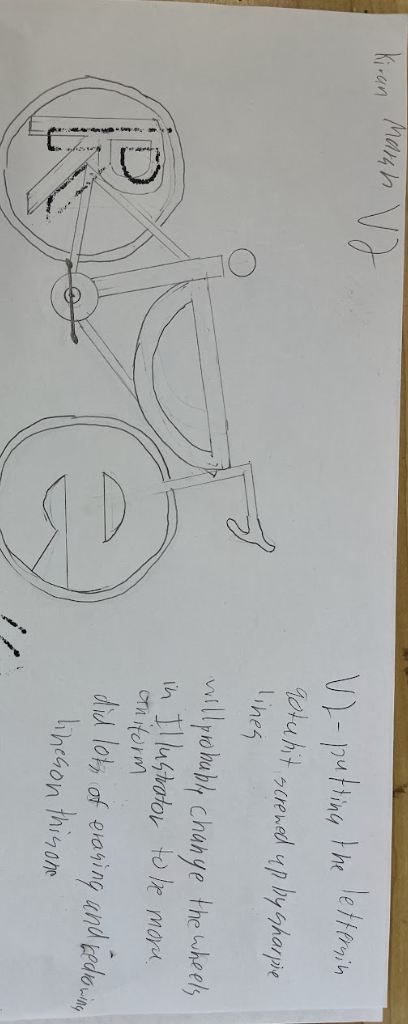 Kiran Marsh V2
R
e
V2 - putting the letters in
got a bit screwed up by sharpie
lines
will probably change the wheels
in Illustrator to be more
uniform
did lots of erasing and redrawing
lines on this one